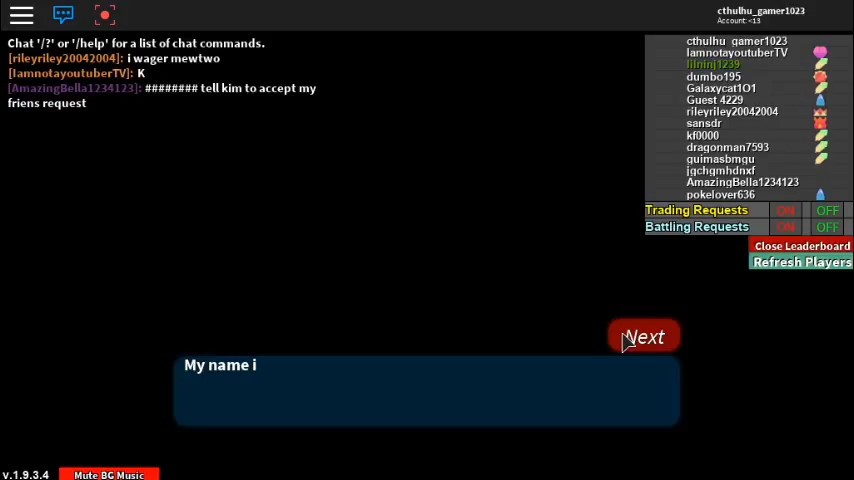 cthulhu_gamer1023
Account: <13
Chat '/?' or '/help' for a list of chat commands.
[rileyriley20042004]: i wager mewtwo
[IamnotayoutuberTV]: K
[AmazingBella1234123]: ######## tell kim to accept my
friens request
cthulhu_gamer1023
IamnotayoutuberTV
lilninj1239
dumbo195
Galaxycat1O1
Guest 4229
rileyriley20042004
sansdr
kf0000
dragonman7593
guimasbmgu
jgchgmhdnxf
AmazingBella1234123
pokelover636
Trading Requests ON OFF
Battling Requests ON OFF
Close Leaderboard
Refresh Players
Next
My name i
v.1.9.3.4 Mute BG Music